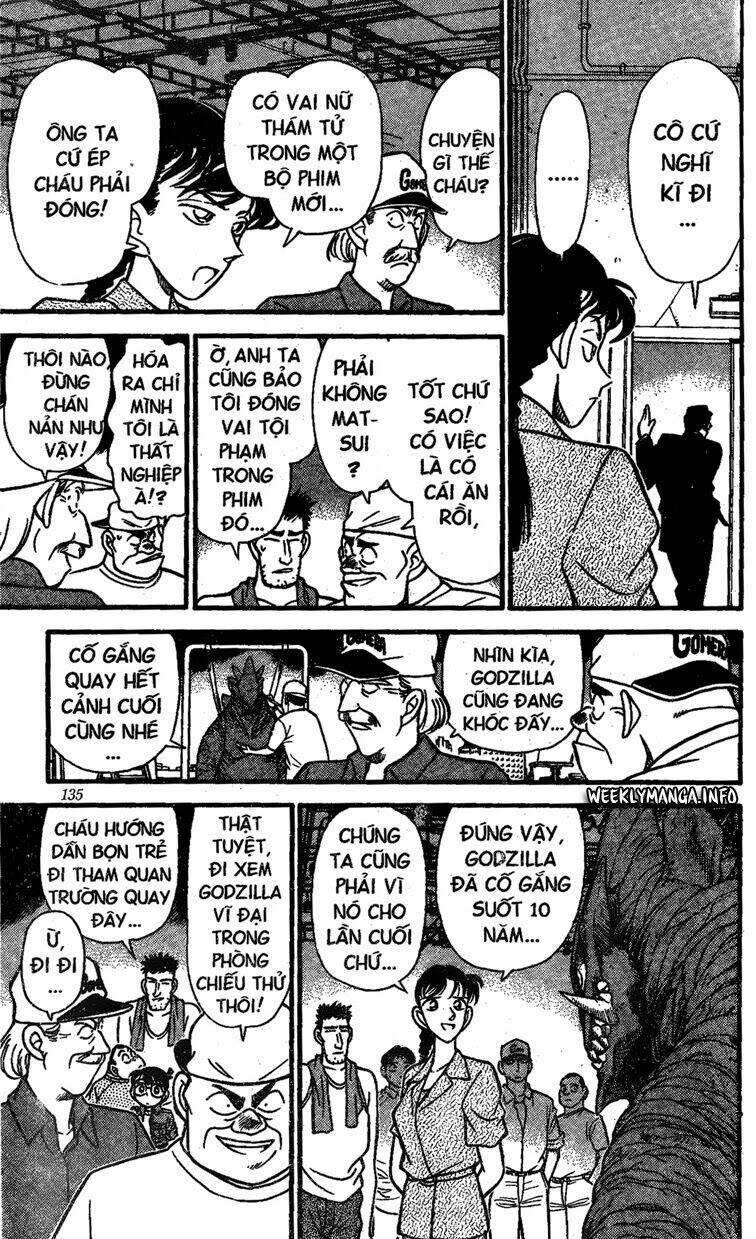 CÔ CỨ
NGHĨ
KĨ ĐI
...
......
CHUYỆN
GÌ THẾ
CHÁU?
GOMERA
CÓ VAI NỮ
THÁM TỬ
TRONG MỘT
BỘ PHIM
MỚI...
ÔNG TA
CỨ ÉP
CHÁU PHẢI
ĐÓNG!
TỐT CHỨ
SAO!
CÓ VIỆC
LÀ CÓ
CÁI ĂN
RỒI,
PHẢI
KHÔNG
MAT-
SUI
?
Ờ, ANH TA
CŨNG BẢO
TÔI ĐÓNG
VAI TỘI
PHẠM
TRONG
PHIM
ĐÓ...
HÓA
RA CHỈ
MÌNH
TÔI LÀ
THẤT
NGHIỆP
À!?
THÔI NÀO
ĐỪNG
CHÁN
NẢN NHƯ
VẬY!
GOMERA
NHÌN KÌA,
GODZILLA
CŨNG ĐANG
KHÓC ĐẤY...
GOMERA
CỐ GẮNG
QUAY HẾT
CẢNH CUỐI
CÙNG NHÉ
...
135
WEEKLYMANGA.INFO
ĐÚNG VẬY,
GODZILLA
ĐÃ CỐ GẮNG
SUỐT 10
NĂM...
CHÚNG
TA CŨNG
PHẢI VÌ
NÓ CHO
LẦN CUỐI
CHỨ...
THẬT
TUYỆT,
ĐI XEM
GODZILLA
VĨ ĐẠI
TRONG
PHÒNG
CHIẾU THỬ
THÔI!
CHÁU HƯỚNG
DẪN BỌN TRẺ
ĐI THAM QUAN
TRƯỜNG QUAY
ĐÂY...
Ừ,
ĐI ĐI...